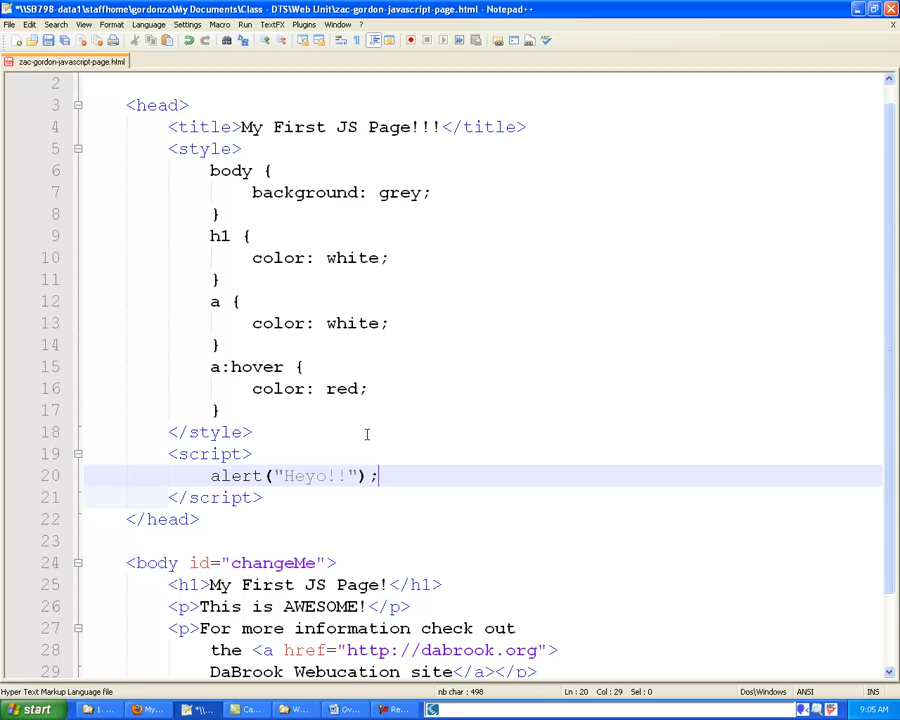 \\SB798-data1\staffhome\gordonza\My Documents\Class - DTS\Web Unit\zac-gordon-javascript-page.html - Notepad++
File Edit Search View Format Language Settings Macro Run TextFX Plugins Window ?
zac-gordon-javascript-page.html
2
3 <head>
4 <title>My First JS Page!!!</title>
5 <style>
6 body {
7 background: grey;
8 }
9 h1 {
10 color: white;
11 }
12 a {
13 color: white;
14 }
15 a:hover {
16 color: red;
17 }
18 </style>
19 <script>
20 alert("Heyo!!");
21 </script>
22 </head>
23
24 <body id="changeMe">
25 <h1>My First JS Page!</h1>
26 <p>This is AWESOME!</p>
27 <p>For more information check out
28 the <a href="http://dabrook.org">
29 DaBrook Webucation site</a></p>
Hyper Text Markup Language file nb char : 498 Ln : 20 Col : 29 Sel : 0 Dos\Windows ANSI INS
start 1. ... My... *\\... Ca... W... Ov... Re... 9:05 AM